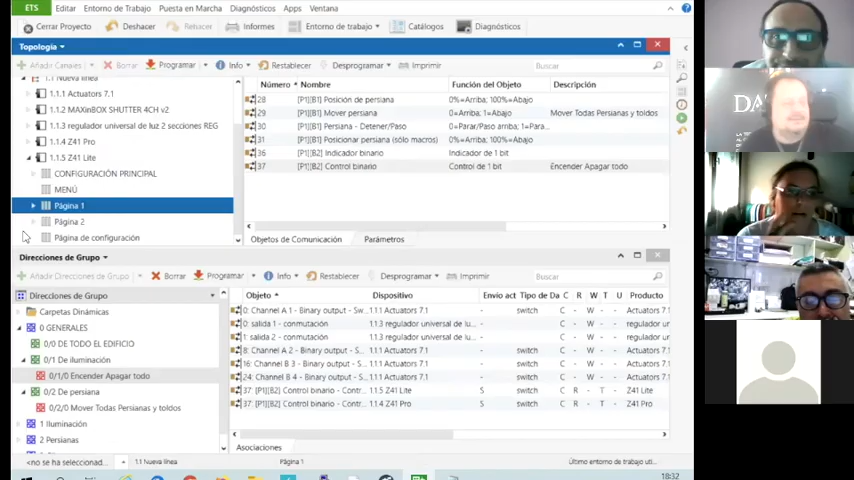 ETS Editar Entorno de Trabajo Puesta en Marcha Diagnósticos Apps Ventana
Cerrar Proyecto Deshacer Rehacer Informes Entorno de trabajo Catálogos Diagnósticos
Topología
Añadir Canales Borrar Programar Info Restablecer Desprogramar Imprimir Buscar
1.1 Nueva línea
1.1.1 Actuators 7.1
1.1.2 MAXinBOX SHUTTER 4CH v2
1.1.3 regulador universal de luz 2 secciones REG
1.1.4 Z41 Pro
1.1.5 Z41 Lite
CONFIGURACIÓN PRINCIPAL
MENÚ
Página 1
Página 2
Página de configuración
Número Nombre Función del Objeto Descripción
28 [P1][B1] Posición de persiana 0%=Arriba; 100%=Abajo
29 [P1][B1] Mover persiana 0=Arriba; 1=Abajo Mover Todas Persianas y toldos
30 [P1][B1] Persiana - Detener/Paso 0=Parar/Paso arriba; 1=Para...
31 [P1][B1] Posicionar persiana (sólo macros) 0%=Arriba; 100%=Abajo
36 [P1][B2] Indicador binario Indicador de 1 bit
37 [P1][B2] Control binario Control de 1 bit Encender Apagar todo
Objetos de Comunicación Parámetros
Direcciones de Grupo
Añadir Direcciones de Grupo Borrar Programar Info Restablecer Desprogramar Imprimir Buscar
Direcciones de Grupo
Carpetas Dinámicas
0 GENERALES
0/0 DE TODO EL EDIFICIO
0/1 De iluminación
0/1/0 Encender Apagar todo
0/2 De persiana
0/2/0 Mover Todas Persianas y toldos
1 Iluminación
2 Persianas
Objeto Dispositivo Envío act Tipo de Da C R W T U Producto
0: Channel A 1 - Binary output - Sw... 1.1.1 Actuators 7.1 - switch C - W - - Actuators 7.1
0: salida 1 - conmutación 1.1.3 regulador universal de lu... - switch C - W - - regulador un
1: salida 2 - conmutación 1.1.3 regulador universal de lu... - switch C - W - - regulador un
8: Channel A 2 - Binary output - S... 1.1.1 Actuators 7.1 - switch C - W - - Actuators 7.1
16: Channel B 3 - Binary output - ... 1.1.1 Actuators 7.1 - switch C - W - - Actuators 7.1
24: Channel B 4 - Binary output - ... 1.1.1 Actuators 7.1 - switch C - W - - Actuators 7.1
37: [P1][B2] Control binario - Contr... 1.1.5 Z41 Lite S switch C R - T - Z41 Lite
37: [P1][B2] Control binario - Contr... 1.1.4 Z41 Pro S switch C R - T - Z41 Pro
Asociaciones
<no se ha seleccionad... 1.1 Nueva línea Página 1 Último entorno de trabajo uti...
18:32